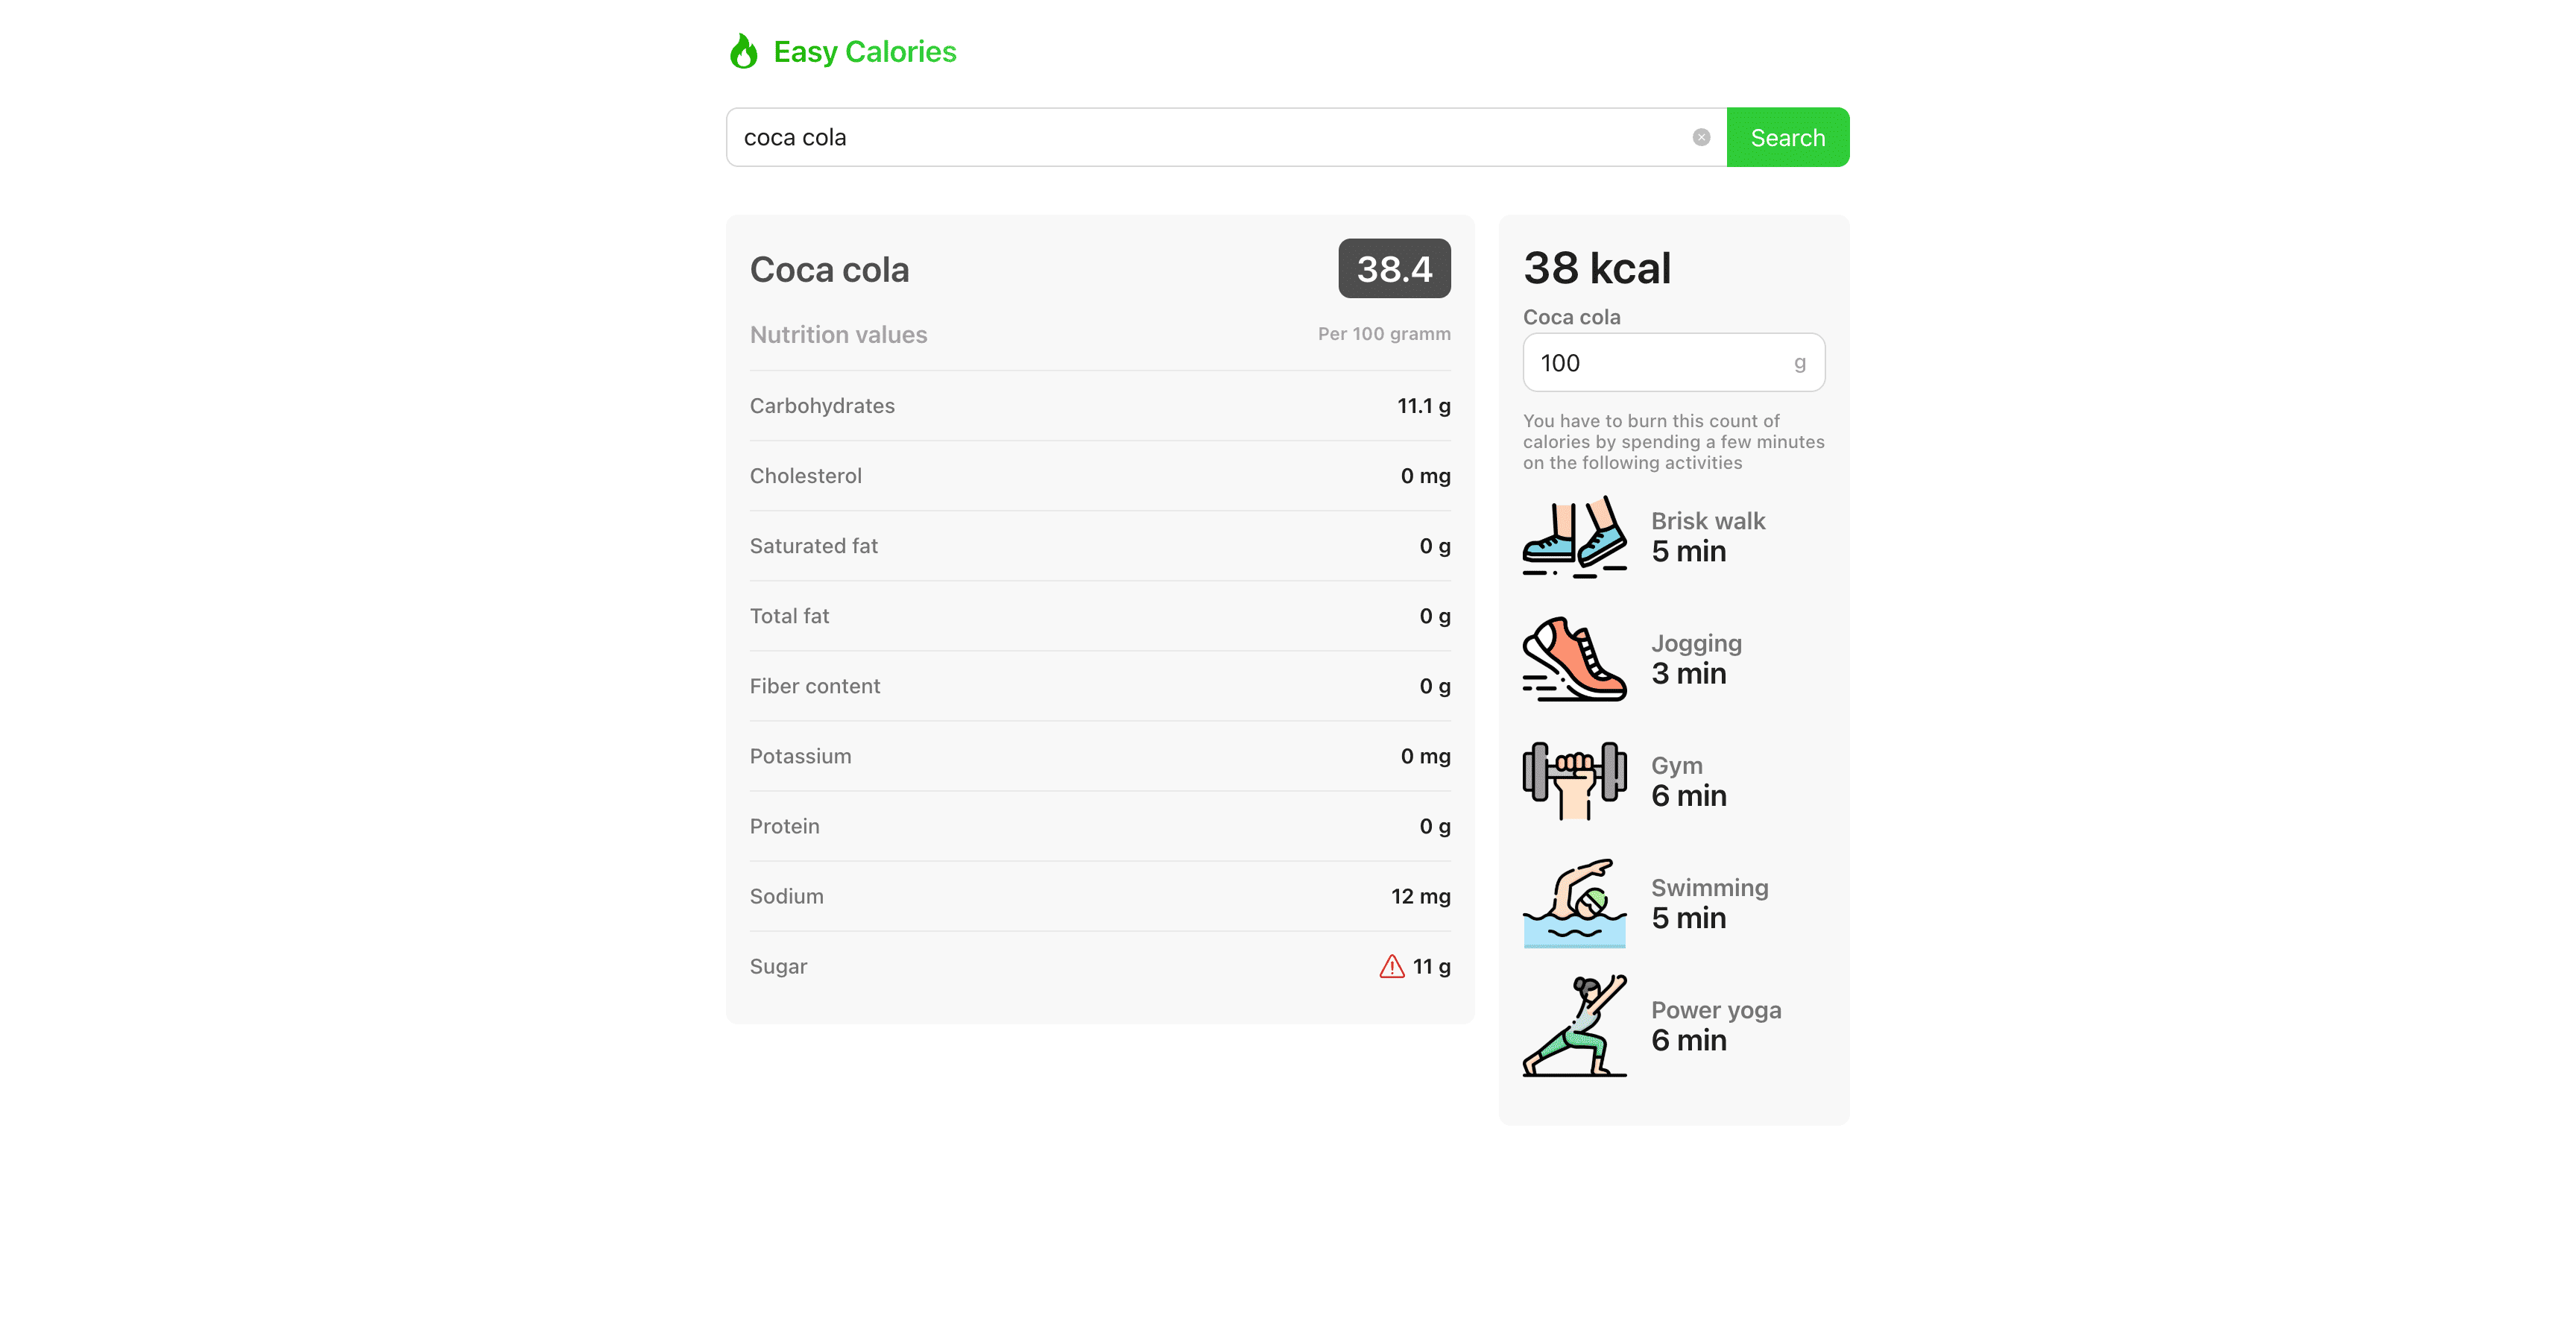 Easy Calories
coca cola
Search
Coca cola
38.4
Nutrition values
Per 100 gramm
Carbohydrates
11.1 g
Cholesterol
0 mg
Saturated fat
0 g
Total fat
0 g
Fiber content
0 g
Potassium
0 mg
Protein
0 g
Sodium
12 mg
Sugar
11 g
38 kcal
Coca cola
100
g
You have to burn this count of
calories by spending a few minutes
on the following activities
Brisk walk
5 min
Jogging
3 min
Gym
6 min
Swimming
5 min
Power yoga
6 min